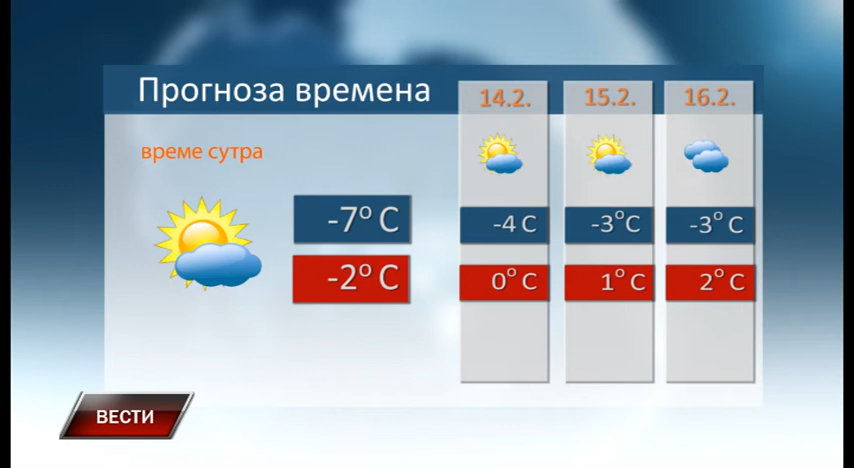 Прогноза времена
време сутра
-7° C
-2° C
14.2.
-4 C
0° C
15.2.
-3°C
1° C
16.2.
-3° C
2° C
ВЕСТИ